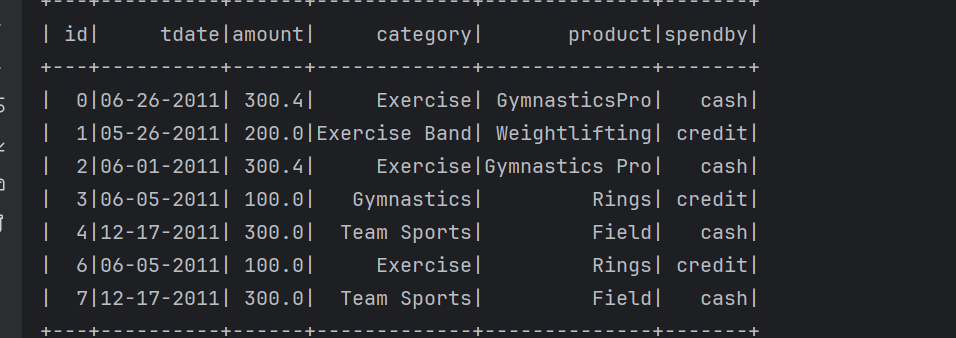 +---+----------+------+-------------+--------------+-------+
| id|     tdate|amount|     category|       product|spendby|
+---+----------+------+-------------+--------------+-------+
|  0|06-26-2011| 300.4|     Exercise| GymnasticsPro|   cash|
|  1|05-26-2011| 200.0|Exercise Band| Weightlifting| credit|
|  2|06-01-2011| 300.4|     Exercise|Gymnastics Pro|   cash|
|  3|06-05-2011| 100.0|   Gymnastics|         Rings| credit|
|  4|12-17-2011| 300.0|  Team Sports|         Field|   cash|
|  6|06-05-2011| 100.0|     Exercise|         Rings| credit|
|  7|12-17-2011| 300.0|  Team Sports|         Field|   cash|
+---+----------+------+-------------+--------------+-------+